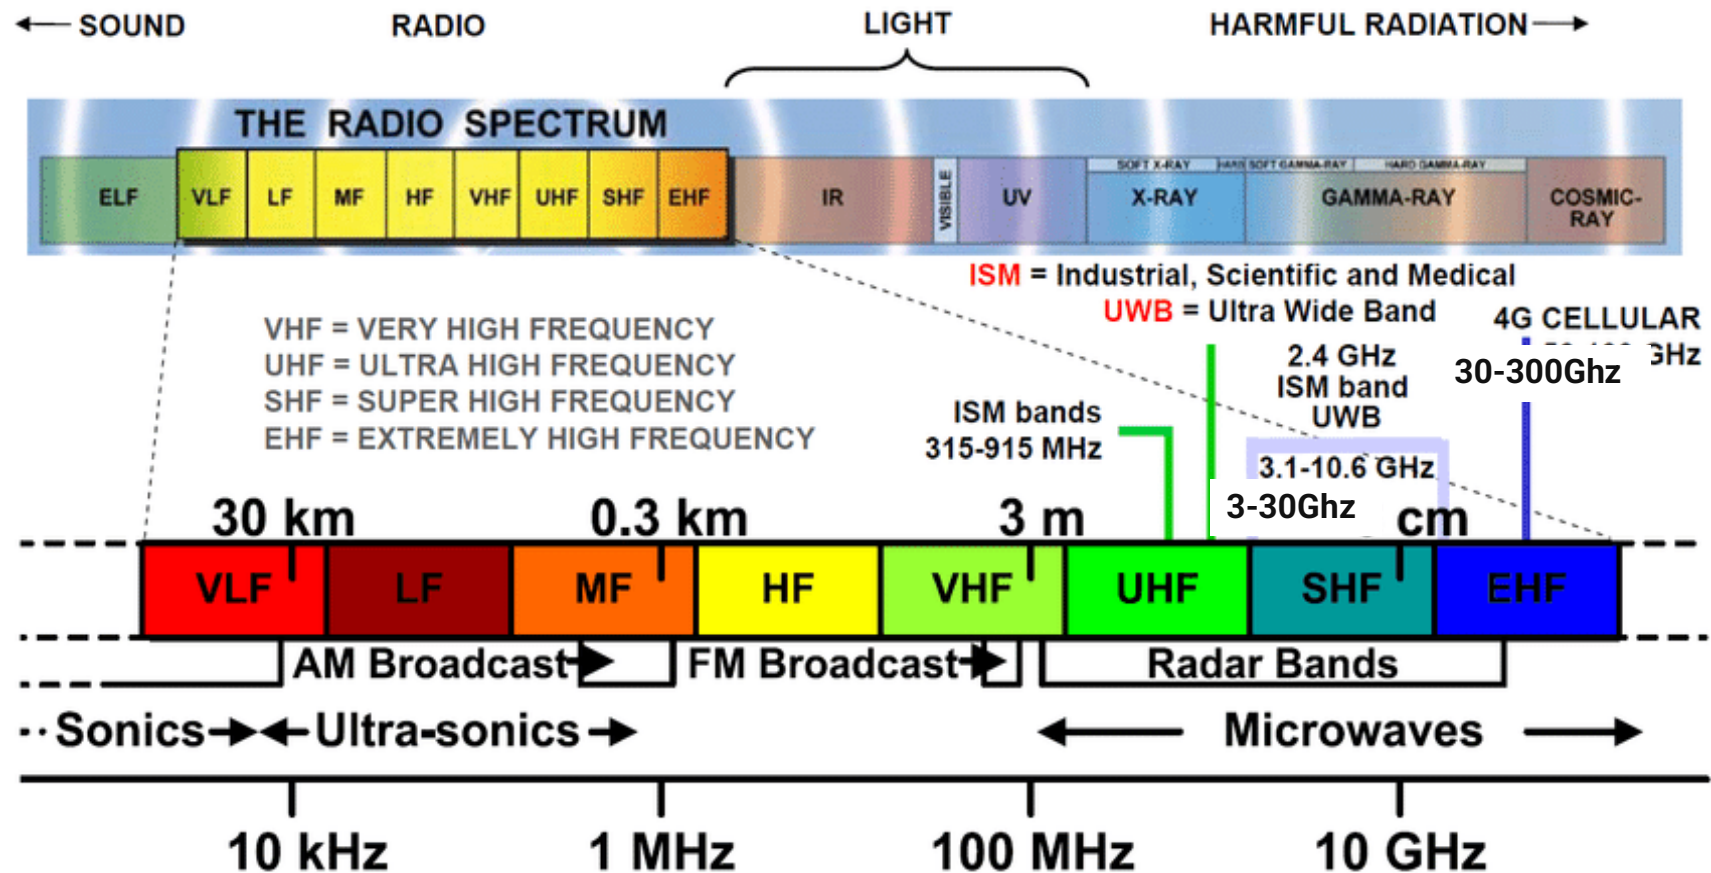 SOUND
RADIO
LIGHT
HARMFUL RADIATION
THE RADIO SPECTRUM
ELF
VLF
LF
MF
HF
VHF
UHF
SHF
EHF
IR
VISIBLE
UV
SOFT X-RAY
HARD
SOFT GAMMA-RAY
HARD GAMMA-RAY
X-RAY
GAMMA-RAY
COSMIC-
RAY
ISM = Industrial, Scientific and Medical
UWB = Ultra Wide Band
VHF = VERY HIGH FREQUENCY
UHF = ULTRA HIGH FREQUENCY
SHF = SUPER HIGH FREQUENCY
EHF = EXTREMELY HIGH FREQUENCY
4G CELLULAR
GHz
30-300Ghz
2.4 GHz
ISM band
UWB
ISM bands
315-915 MHz
3.1-10.6 GHz
3-30Ghz
30 km
0.3 km
3 m
cm
VLF
LF
MF
HF
VHF
UHF
SHF
EHF
AM Broadcast
FM Broadcast
Radar Bands
Sonics
Ultra-sonics
Microwaves
10 kHz
1 MHz
100 MHz
10 GHz